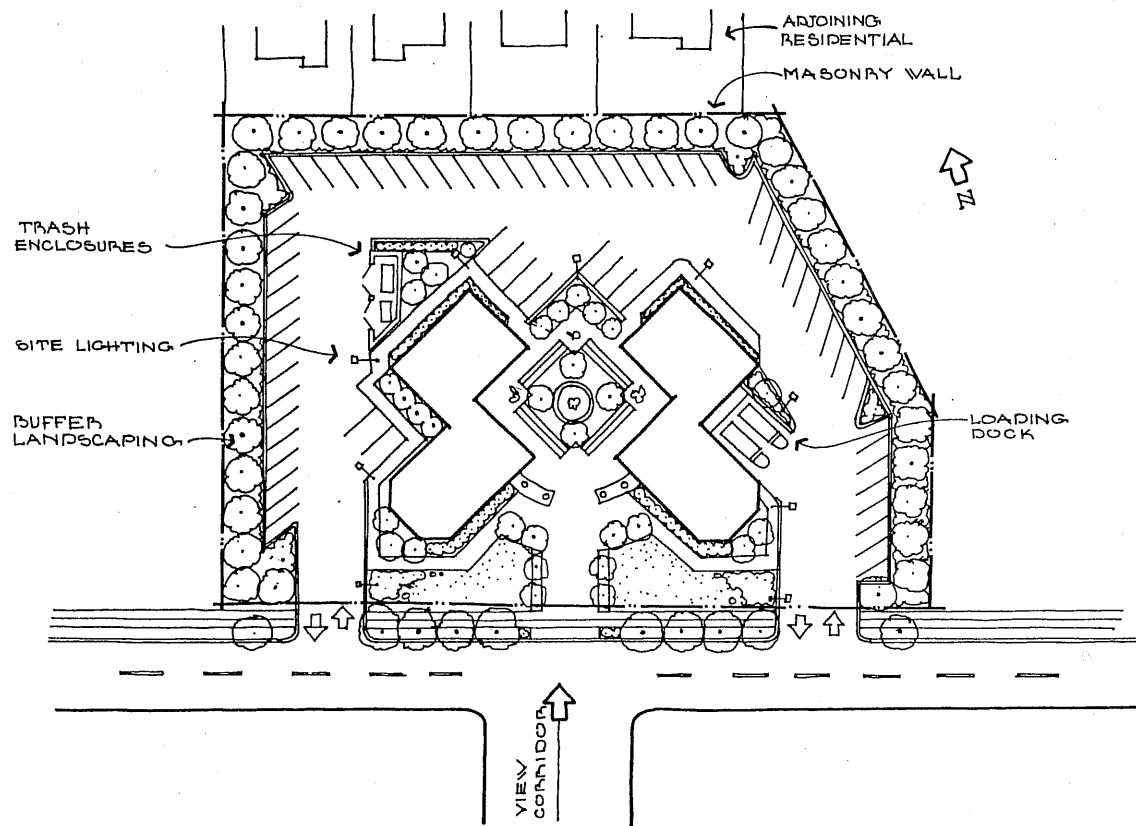 ADJOINING
RESIDENTIAL
MASONRY WALL
N
TRASH
ENCLOSURES
SITE LIGHTING
BUFFER
LANDSCAPING
LOADING
DOCK
VIEW
CORRIDOR